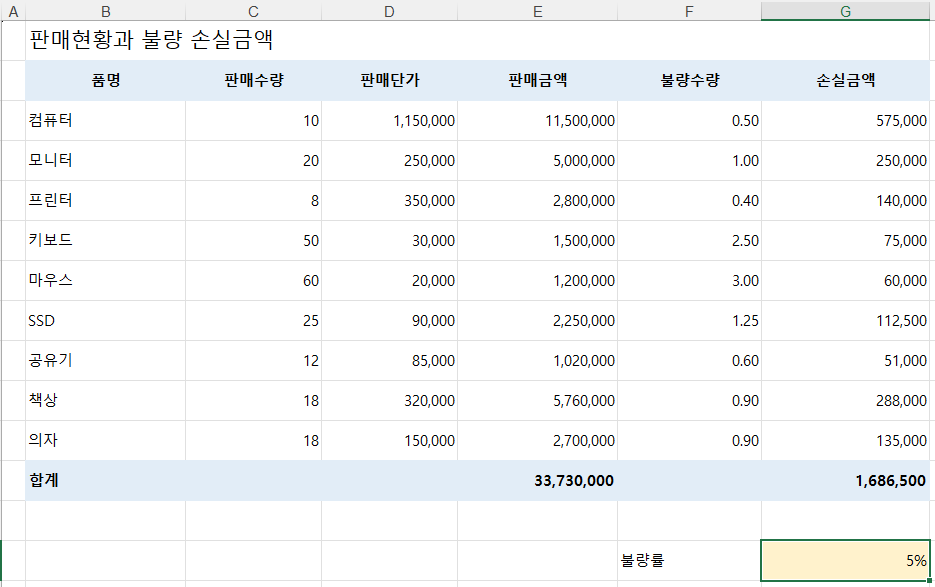 A B C D E F G
판매현황과 불량 손실금액
품명 판매수량 판매단가 판매금액 불량수량 손실금액
컴퓨터 10 1,150,000 11,500,000 0.50 575,000
모니터 20 250,000 5,000,000 1.00 250,000
프린터 8 350,000 2,800,000 0.40 140,000
키보드 50 30,000 1,500,000 2.50 75,000
마우스 60 20,000 1,200,000 3.00 60,000
SSD 25 90,000 2,250,000 1.25 112,500
공유기 12 85,000 1,020,000 0.60 51,000
책상 18 320,000 5,760,000 0.90 288,000
의자 18 150,000 2,700,000 0.90 135,000
합계 33,730,000 1,686,500
불량률 5%